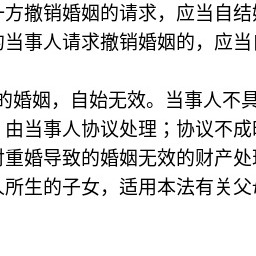 一方撤销婚姻的请求，应当自结
的当事人请求撤销婚姻的，应当
的婚姻，自始无效。当事人不具
由当事人协议处理；协议不成
对重婚导致的婚姻无效的财产处
人所生的子女，适用本法有关父